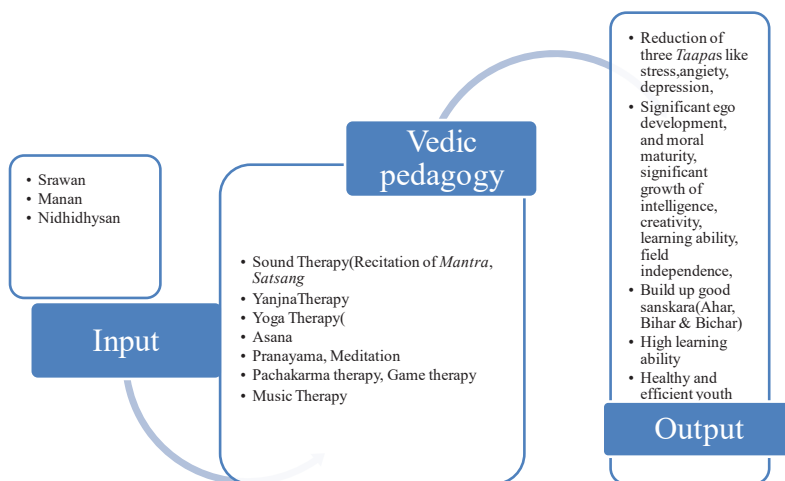 • Srawan
• Manan
• Nidhidhysan
Input
Vedic
pedagogy
• Sound Therapy(Recitation of Mantra,
Satsang
• YanjnaTherapy
• Yoga Therapy(
• Asana
• Pranayama, Meditation
• Pachakarma therapy, Game therapy
• Music Therapy
• Reduction of
three Taapas like
stress,angiety,
depression,
• Significant ego
development,
and moral
maturity,
significant
growth of
intelligence,
creativity,
learning ability,
field
independence,
• Build up good
sanskara(Ahar,
Bihar & Bichar)
• High learning
ability
• Healthy and
efficient youth
Output